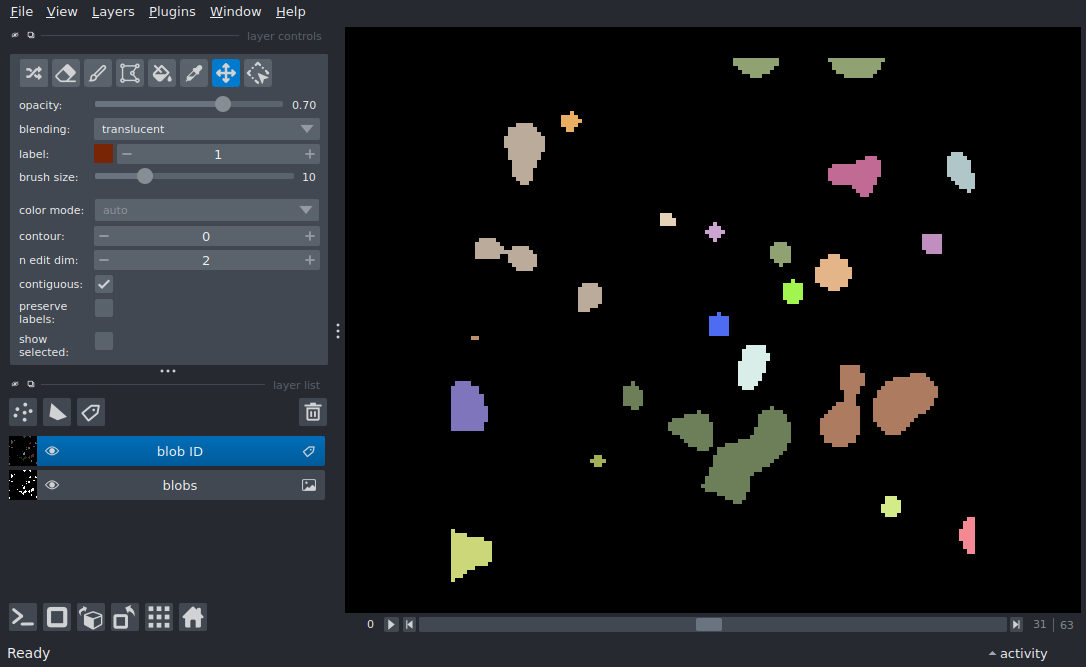 File View Layers Plugins Window Help
layer controls
opacity: 0.70
blending: translucent
label: 1
brush size: 10
color mode: auto
contour: 0
n edit dim: 2
contiguous:
preserve
labels:
show
selected:
layer list
blob ID
blobs
0 31 63
Ready activity